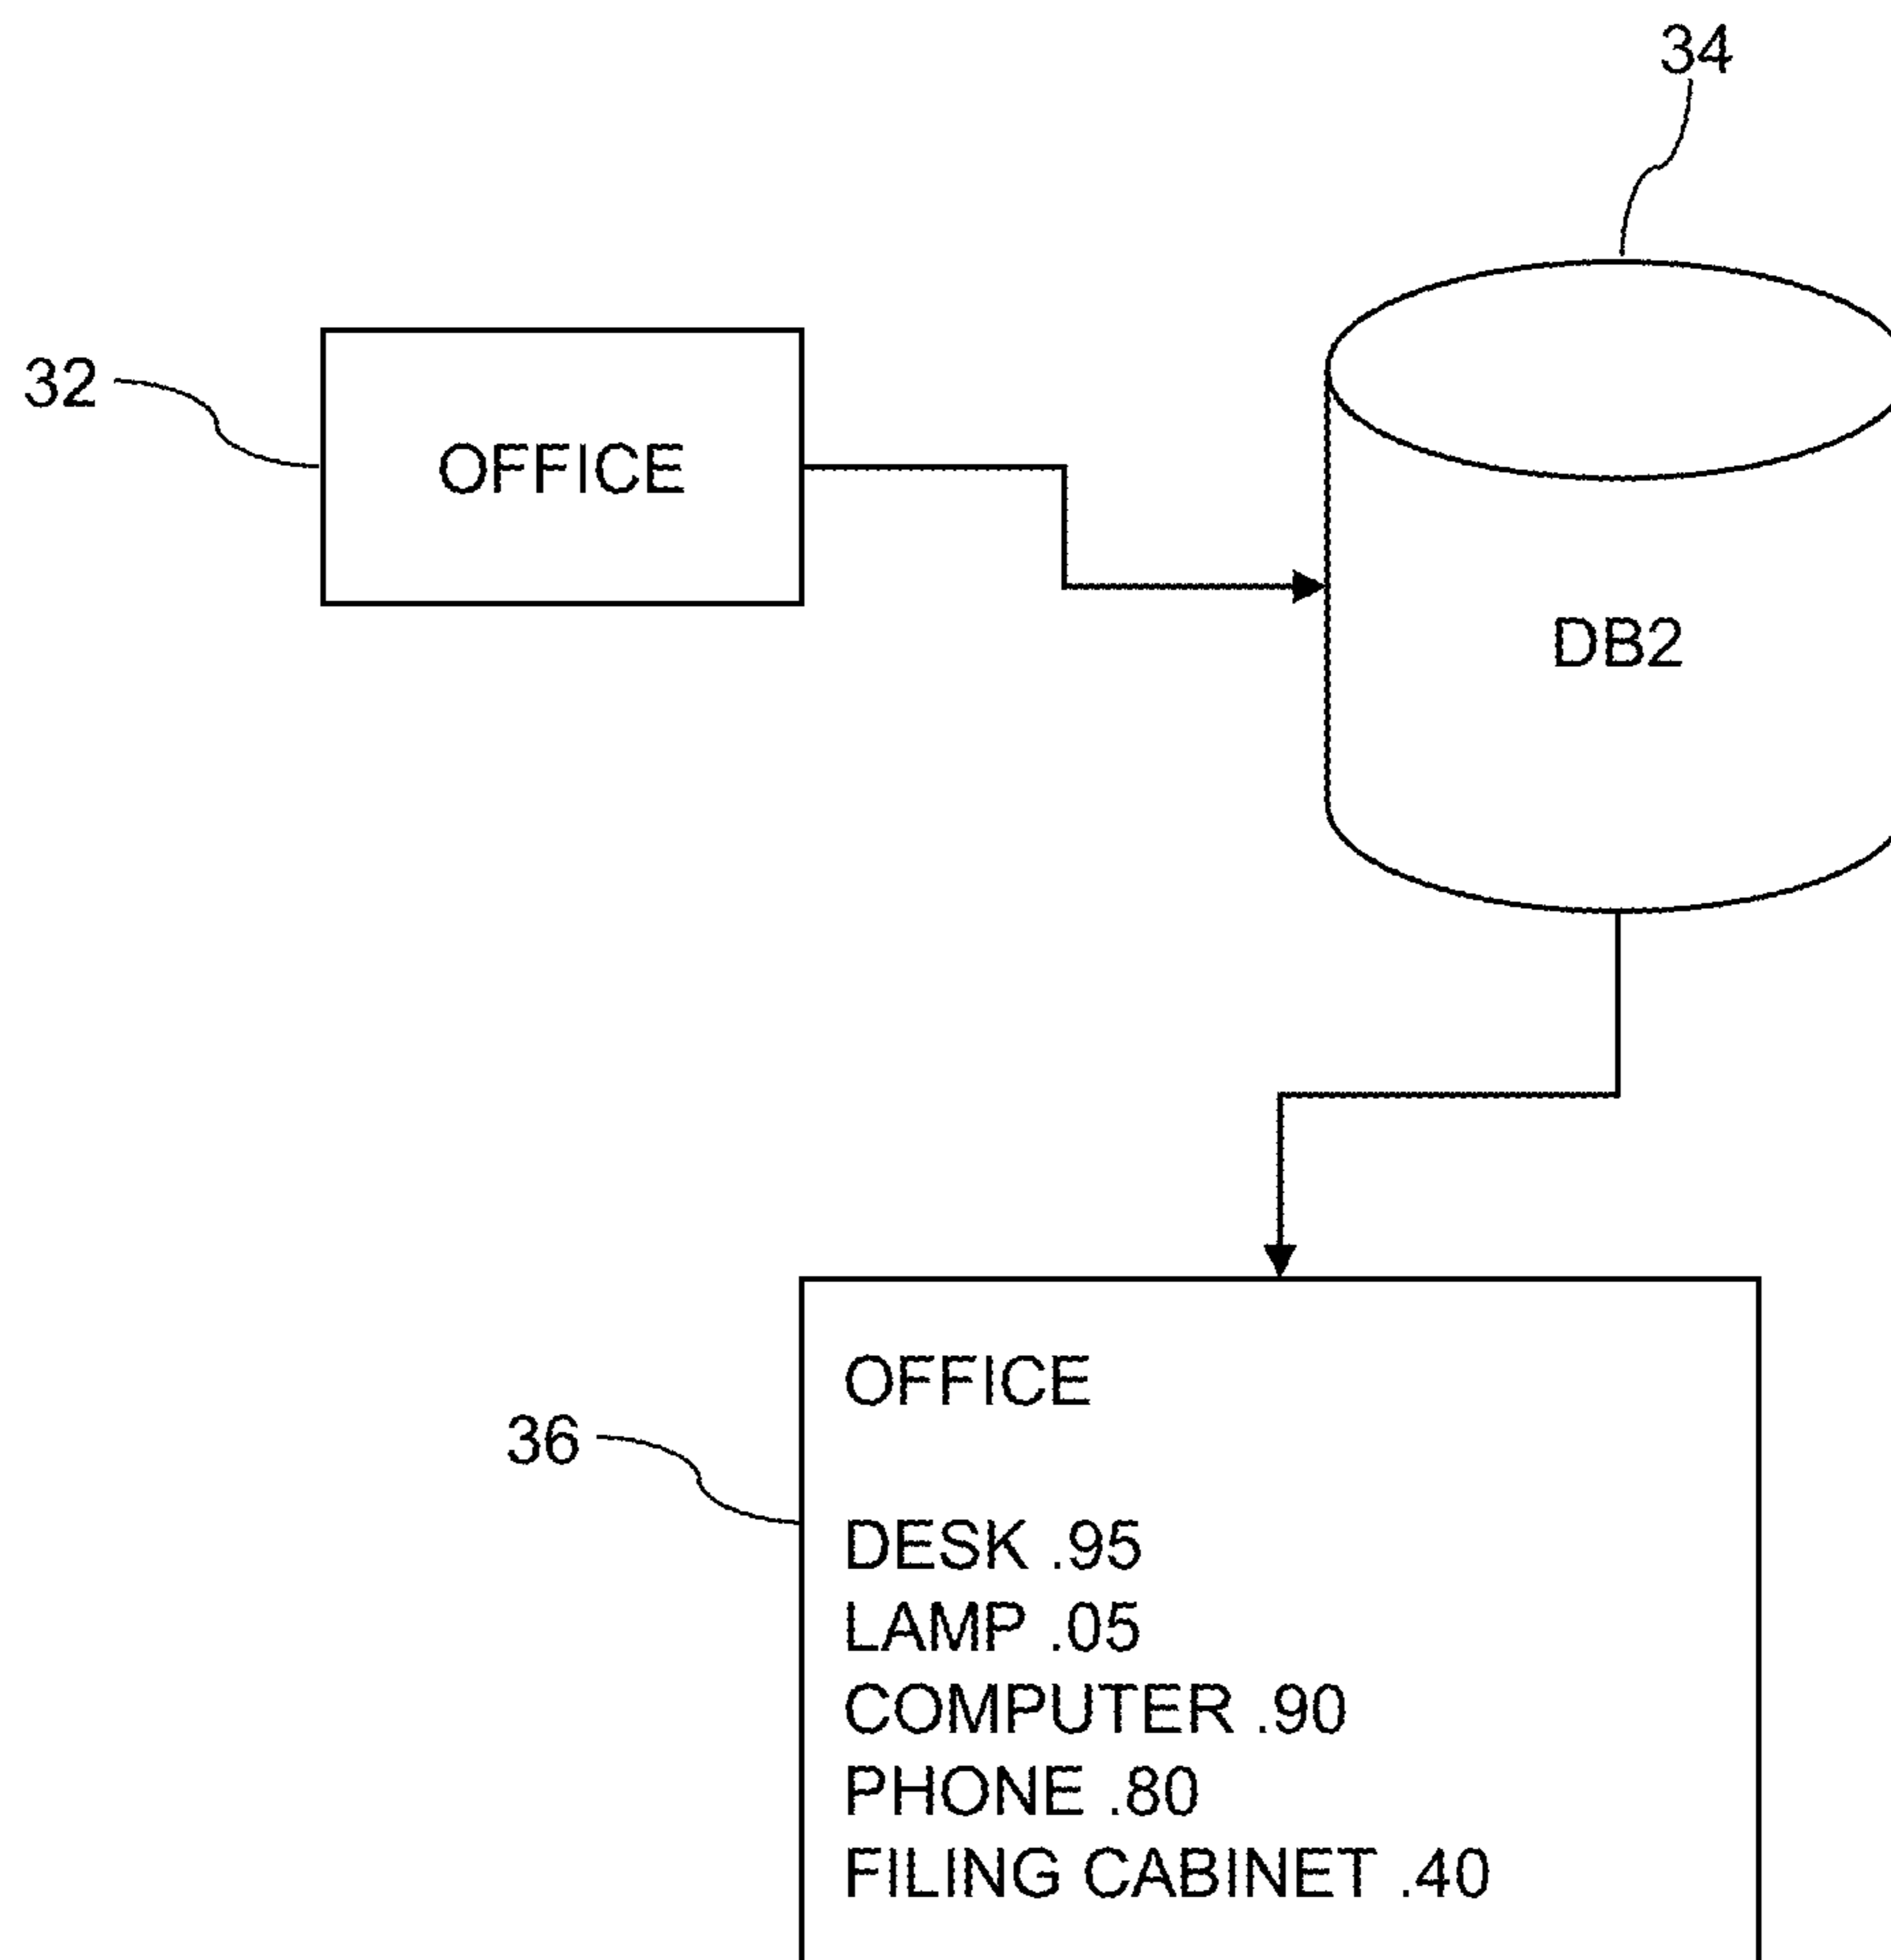 34
32
OFFICE
DB2
36
OFFICE
DESK .95
LAMP .05
COMPUTER .90
PHONE .80
FILING CABINET .40